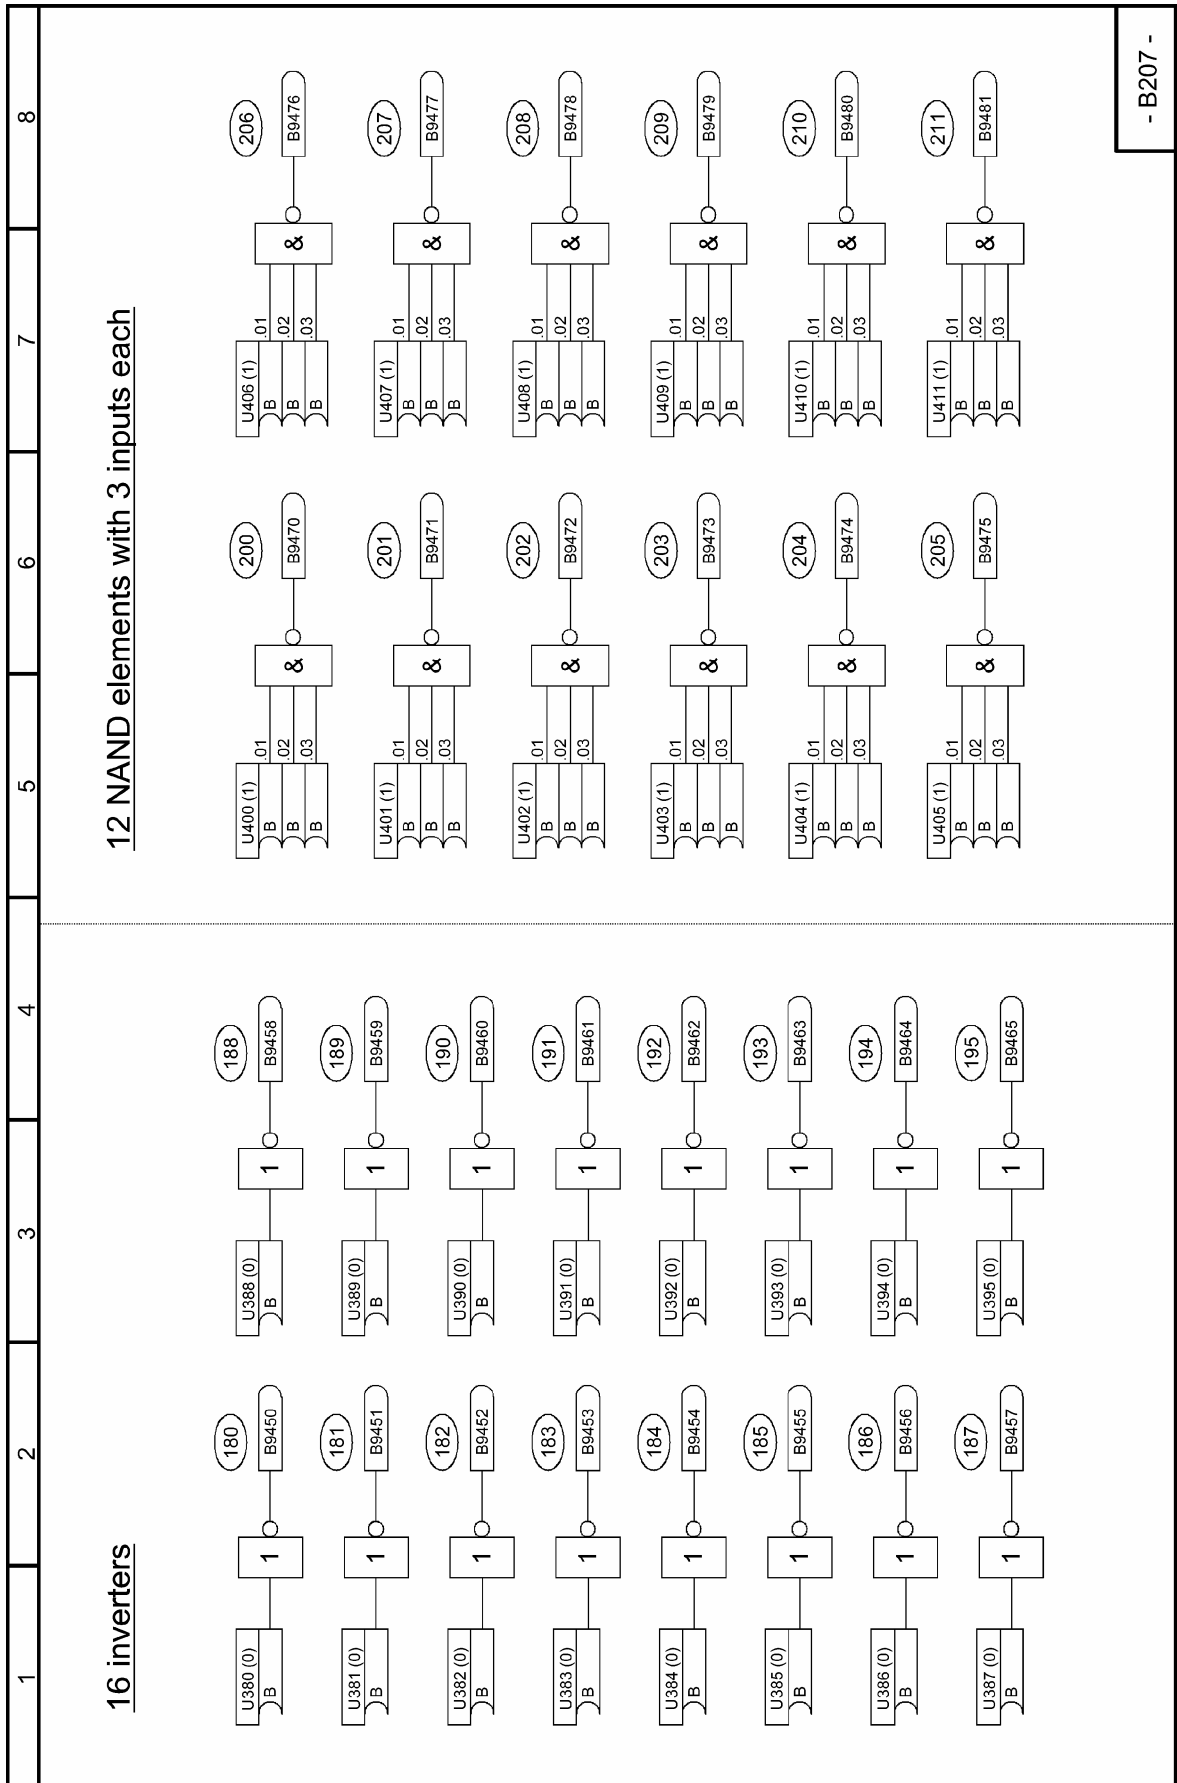 1 2 3 4 5 6 7 8
16 inverters
U380 (0) B 1 B9450 180
U381 (0) B 1 B9451 181
U382 (0) B 1 B9452 182
U383 (0) B 1 B9453 183
U384 (0) B 1 B9454 184
U385 (0) B 1 B9455 185
U386 (0) B 1 B9456 186
U387 (0) B 1 B9457 187
U388 (0) B 1 B9458 188
U389 (0) B 1 B9459 189
U390 (0) B 1 B9460 190
U391 (0) B 1 B9461 191
U392 (0) B 1 B9462 192
U393 (0) B 1 B9463 193
U394 (0) B 1 B9464 194
U395 (0) B 1 B9465 195
12 NAND elements with 3 inputs each
U400 (1) B .01 B .02 B .03 & B9470 200
U401 (1) B .01 B .02 B .03 & B9471 201
U402 (1) B .01 B .02 B .03 & B9472 202
U403 (1) B .01 B .02 B .03 & B9473 203
U404 (1) B .01 B .02 B .03 & B9474 204
U405 (1) B .01 B .02 B .03 & B9475 205
U406 (1) B .01 B .02 B .03 & B9476 206
U407 (1) B .01 B .02 B .03 & B9477 207
U408 (1) B .01 B .02 B .03 & B9478 208
U409 (1) B .01 B .02 B .03 & B9479 209
U410 (1) B .01 B .02 B .03 & B9480 210
U411 (1) B .01 B .02 B .03 & B9481 211
- B207 -